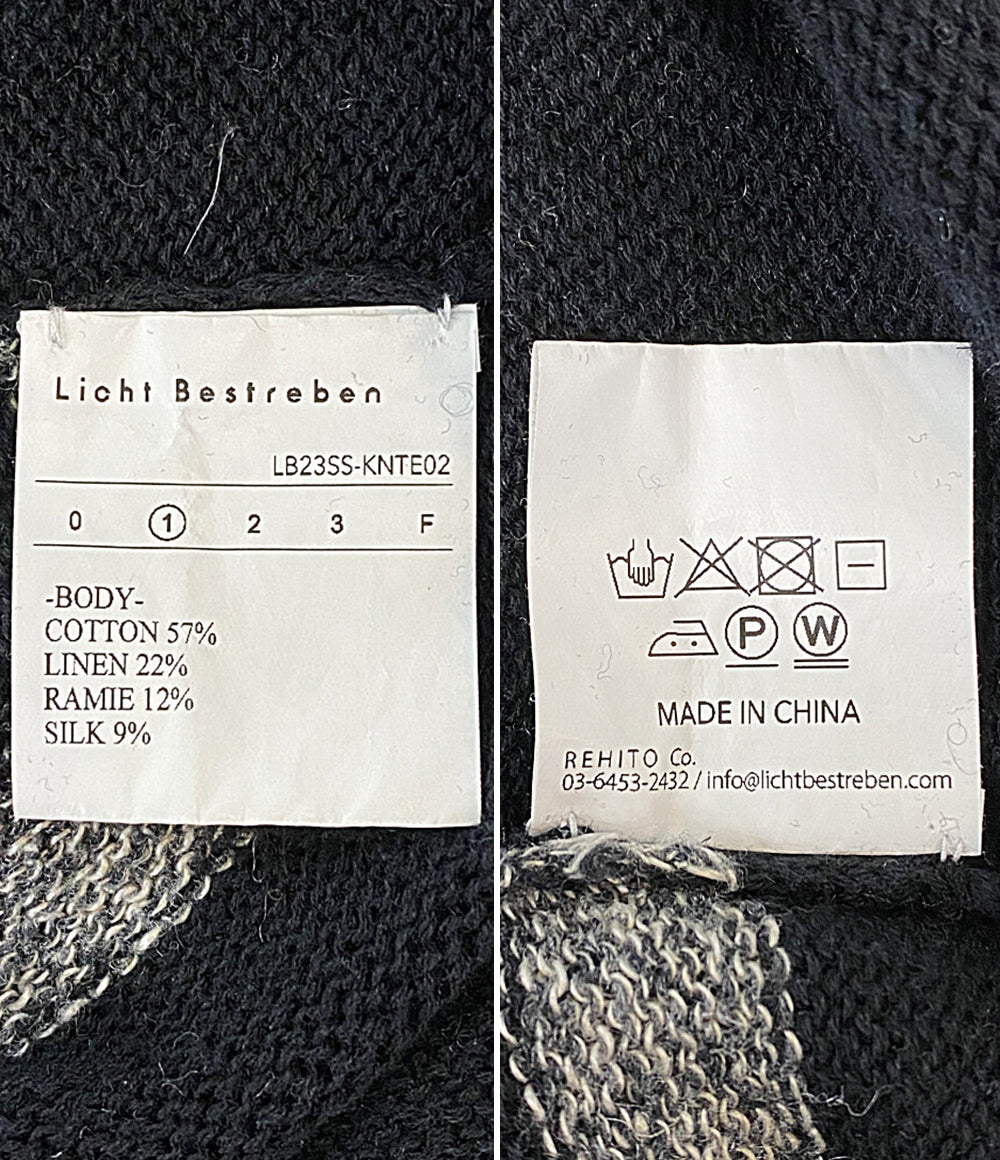 Licht Bestreben
LB23SS-KNTE02
0 1 2 3 F
-BODY-
COTTON 57%
LINEN 22%
RAMIE 12%
SILK 9%
P W
MADE IN CHINA
REHITO Co.
03-6453-2432 / info@lichtbestreben.com